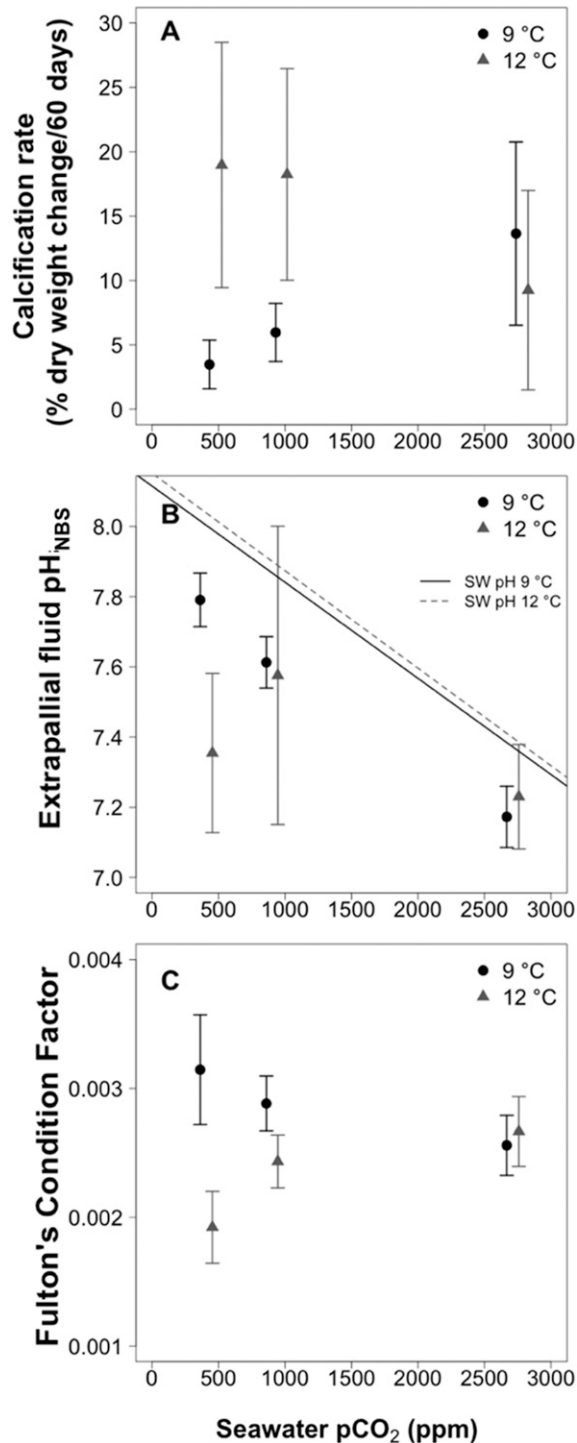 A
9 °C
12 °C
Calcification rate
(% dry weight change/60 days)
30
25
20
15
10
5
0
0 500 1000 1500 2000 2500 3000
B
9 °C
12 °C
SW pH 9 °C
SW pH 12 °C
Extrapallial fluid pH NBS
8.0
7.8
7.6
7.4
7.2
7.0
0 500 1000 1500 2000 2500 3000
C
9 °C
12 °C
Fulton's Condition Factor
0.004
0.003
0.002
0.001
0 500 1000 1500 2000 2500 3000
Seawater pCO₂ (ppm)